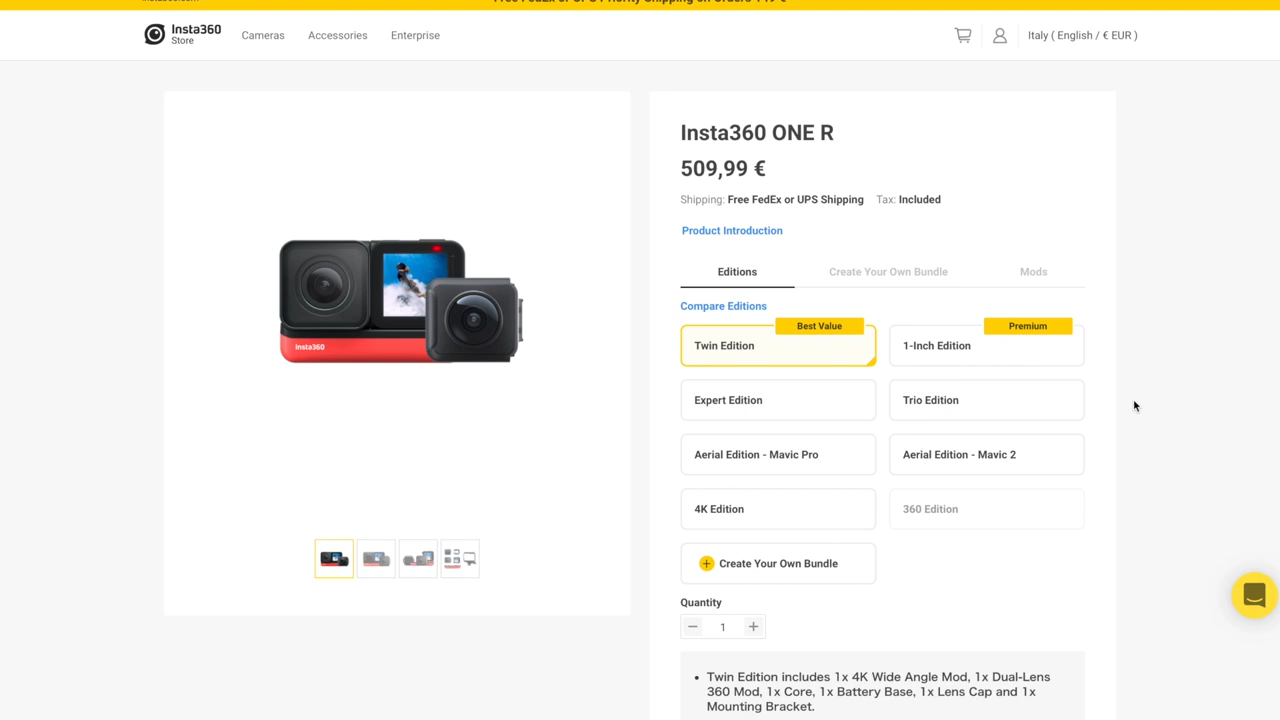 Insta360
Store
Cameras
Accessories
Enterprise
Italy ( English / € EUR )
Insta360
Insta360 ONE R
509,99 €
Shipping: Free FedEx or UPS Shipping Tax: Included
Product Introduction
Editions
Create Your Own Bundle
Mods
Compare Editions
Best Value
Twin Edition
Premium
1-Inch Edition
Expert Edition
Trio Edition
Aerial Edition - Mavic Pro
Aerial Edition - Mavic 2
4K Edition
360 Edition
Create Your Own Bundle
Quantity
1
• Twin Edition includes 1x 4K Wide Angle Mod, 1x Dual-Lens
360 Mod, 1x Core, 1x Battery Base, 1x Lens Cap and 1x
Mounting Bracket.